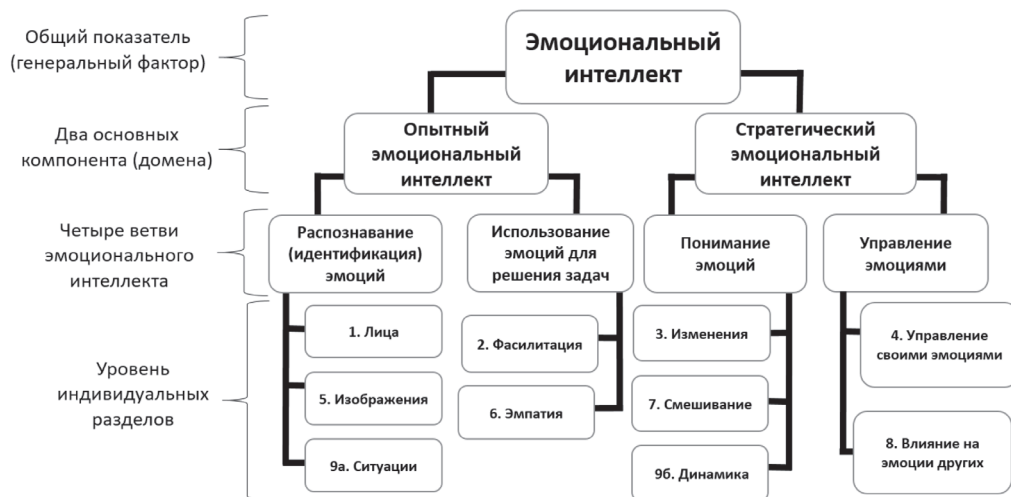 Общий показатель
(генеральный фактор)
Эмоциональный
интеллект
Два основных
компонента (домена)
Опытный
эмоциональный
интеллект
Стратегический
эмоциональный
интеллект
Четыре ветви
эмоционального
интеллекта
Распознавание
(идентификация)
эмоций
Использование
эмоций для
решения задач
Понимание
эмоций
Управление
эмоциями
Уровень
индивидуальных
разделов
1. Лица
5. Изображения
9а. Ситуации
2. Фасилитация
6. Эмпатия
3. Изменения
7. Смешивание
9б. Динамика
4. Управление
своими эмоциями
8. Влияние на
эмоции других